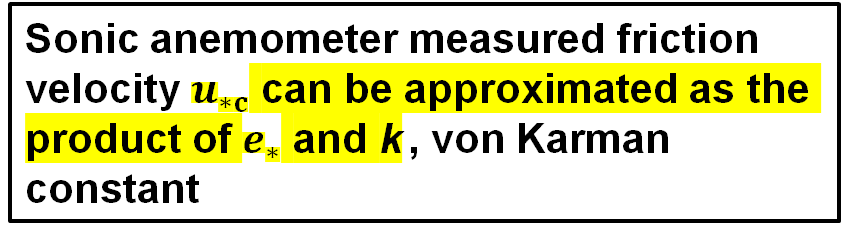 Sonic anemometer measured friction
velocity u*c can be approximated as the
product of e* and k, von Karman
constant